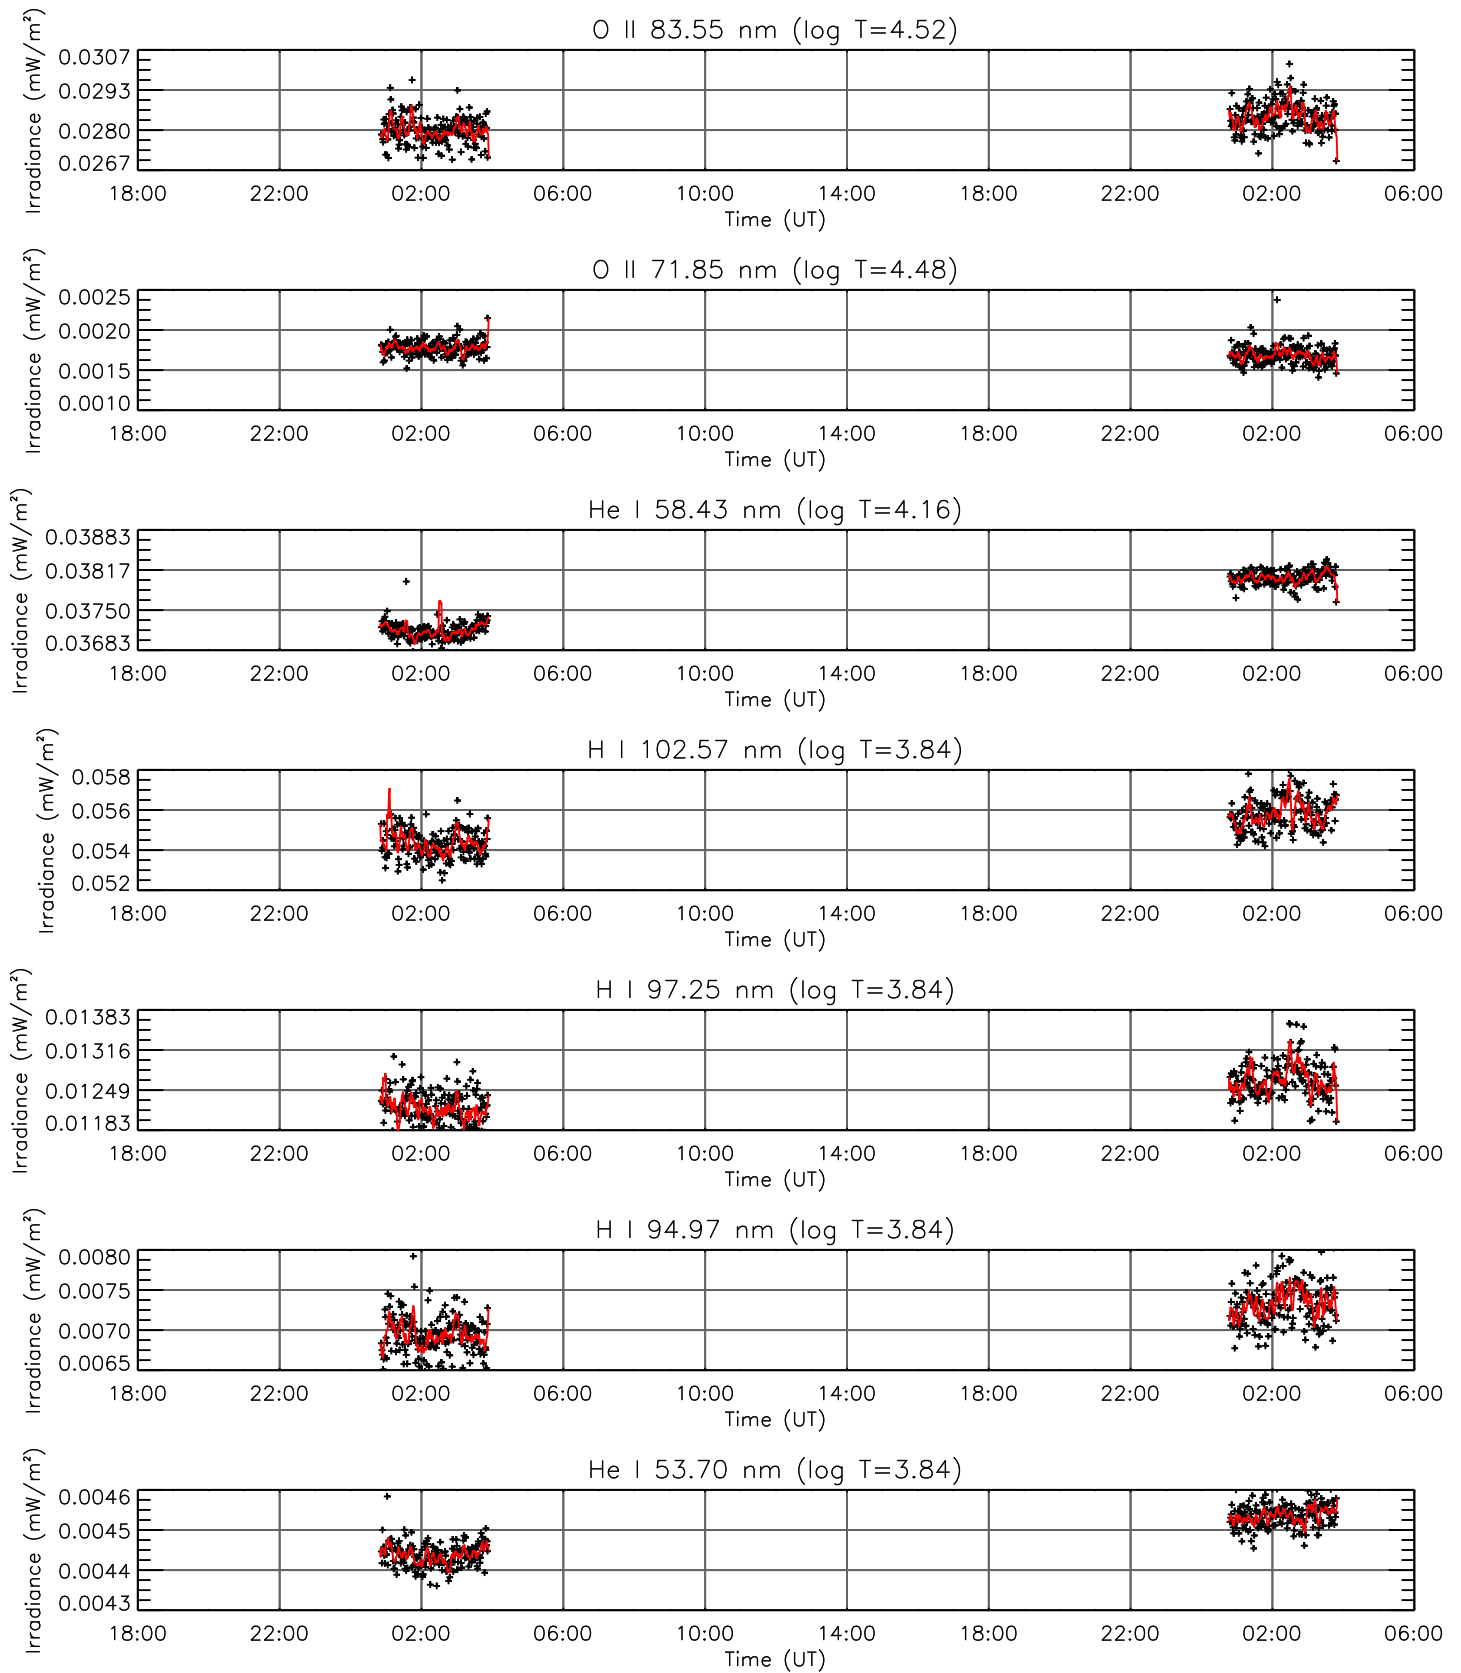 O II 83.55 nm (log T=4.52)
Irradiance (mW/m²)
0.0307
0.0293
0.0280
0.0267
18:00 22:00 02:00 06:00 10:00 14:00 18:00 22:00 02:00 06:00
Time (UT)
O II 71.85 nm (log T=4.48)
Irradiance (mW/m²)
0.0025
0.0020
0.0015
0.0010
18:00 22:00 02:00 06:00 10:00 14:00 18:00 22:00 02:00 06:00
Time (UT)
He I 58.43 nm (log T=4.16)
Irradiance (mW/m²)
0.03883
0.03817
0.03750
0.03683
18:00 22:00 02:00 06:00 10:00 14:00 18:00 22:00 02:00 06:00
Time (UT)
H I 102.57 nm (log T=3.84)
Irradiance (mW/m²)
0.058
0.056
0.054
0.052
18:00 22:00 02:00 06:00 10:00 14:00 18:00 22:00 02:00 06:00
Time (UT)
H I 97.25 nm (log T=3.84)
Irradiance (mW/m²)
0.01383
0.01316
0.01249
0.01183
18:00 22:00 02:00 06:00 10:00 14:00 18:00 22:00 02:00 06:00
Time (UT)
H I 94.97 nm (log T=3.84)
Irradiance (mW/m²)
0.0080
0.0075
0.0070
0.0065
18:00 22:00 02:00 06:00 10:00 14:00 18:00 22:00 02:00 06:00
Time (UT)
He I 53.70 nm (log T=3.84)
Irradiance (mW/m²)
0.0046
0.0045
0.0044
0.0043
18:00 22:00 02:00 06:00 10:00 14:00 18:00 22:00 02:00 06:00
Time (UT)